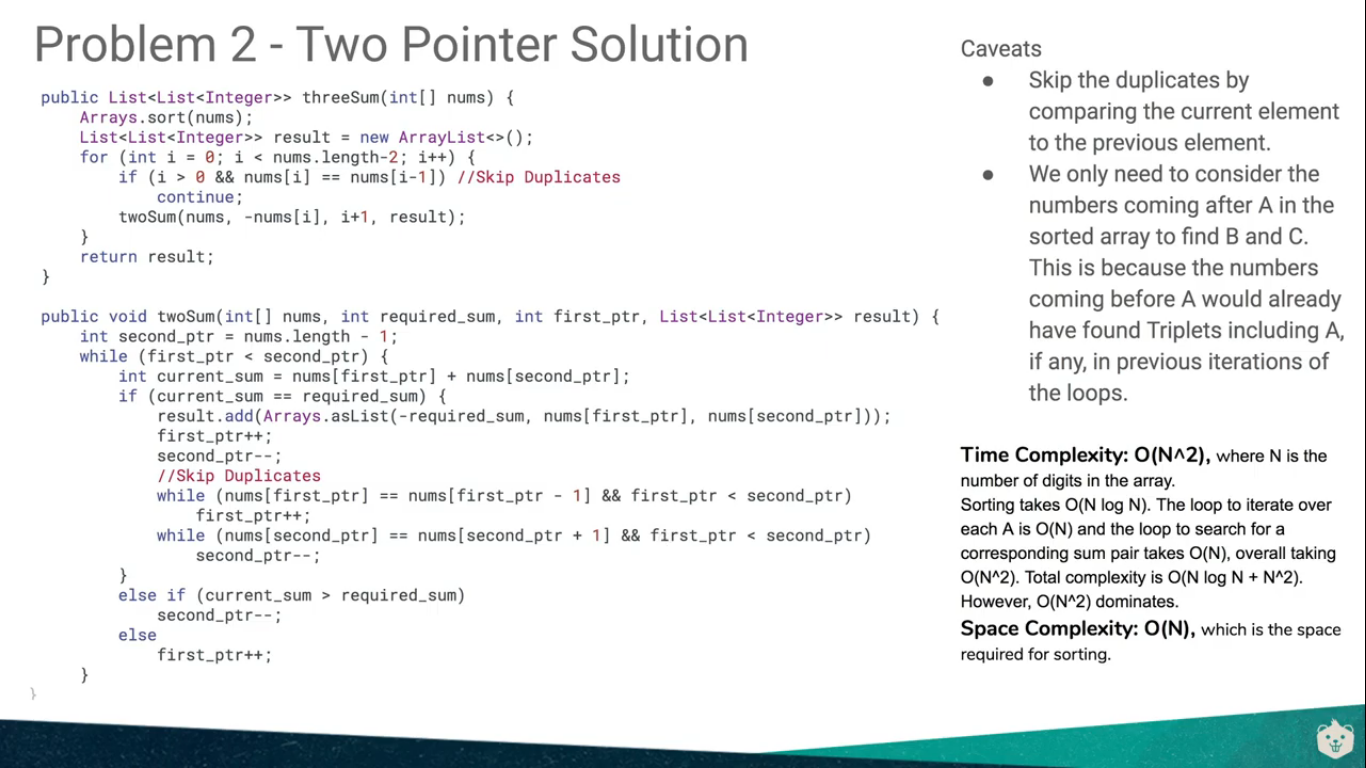 Problem 2 - Two Pointer Solution
public List<List<Integer>> threeSum(int[] nums) {
    Arrays.sort(nums);
    List<List<Integer>> result = new ArrayList<>();
    for (int i = 0; i < nums.length-2; i++) {
        if (i > 0 && nums[i] == nums[i-1]) //Skip Duplicates
            continue;
        twoSum(nums, -nums[i], i+1, result);
    }
    return result;
}
public void twoSum(int[] nums, int required_sum, int first_ptr, List<List<Integer>> result) {
    int second_ptr = nums.length - 1;
    while (first_ptr < second_ptr) {
        int current_sum = nums[first_ptr] + nums[second_ptr];
        if (current_sum == required_sum) {
            result.add(Arrays.asList(-required_sum, nums[first_ptr], nums[second_ptr]));
            first_ptr++;
            second_ptr--;
            //Skip Duplicates
            while (nums[first_ptr] == nums[first_ptr - 1] && first_ptr < second_ptr)
                first_ptr++;
            while (nums[second_ptr] == nums[second_ptr + 1] && first_ptr < second_ptr)
                second_ptr--;
        }
        else if (current_sum > required_sum)
            second_ptr--;
        else
            first_ptr++;
    }
}
Caveats
● Skip the duplicates by
comparing the current element
to the previous element.
● We only need to consider the
numbers coming after A in the
sorted array to find B and C.
This is because the numbers
coming before A would already
have found Triplets including A,
if any, in previous iterations of
the loops.
Time Complexity: O(N^2), where N is the
number of digits in the array.
Sorting takes O(N log N). The loop to iterate over
each A is O(N) and the loop to search for a
corresponding sum pair takes O(N), overall taking
O(N^2). Total complexity is O(N log N + N^2).
However, O(N^2) dominates.
Space Complexity: O(N), which is the space
required for sorting.